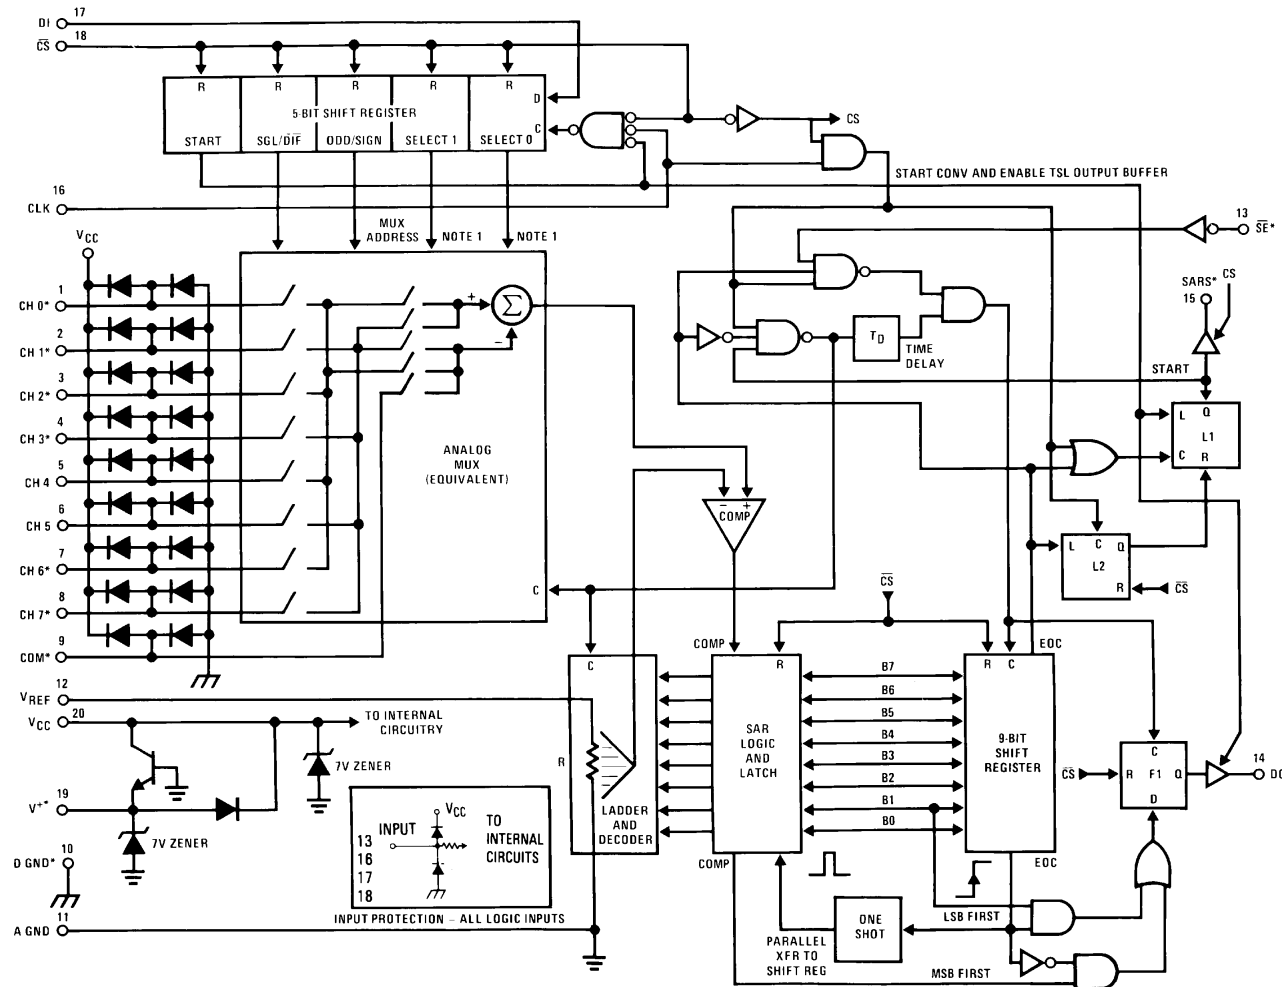 DI 17
C̅S̅ 18
R R R R R
D
5-BIT SHIFT REGISTER
C
START SGL/D̅I̅F̅ ODD/SIGN SELECT 1 SELECT 0
CS
START CONV AND ENABLE TSL OUTPUT BUFFER
16
CLK
MUX
ADDRESS
NOTE 1
NOTE 1
13
S̅E̅*
VCC
SARS*
15
CS
1
CH 0*
2
CH 1*
3
CH 2*
4
CH 3*
5
CH 4
6
CH 5
7
CH 6*
8
CH 7*
9
COM*
+
Σ
−
ANALOG
MUX
(EQUIVALENT)
C
TD
TIME
DELAY
START
L Q
L1
C R
− +
COMP
L C Q
L2
R
C̅S̅
C̅S̅
COMP
R
R C
EOC
12
VREF
VCC 20
TO INTERNAL
CIRCUITRY
7V ZENER
19
V+*
7V ZENER
10
D GND*
11
A GND
INPUT
13
16
17
18
VCC
TO
INTERNAL
CIRCUITS
INPUT PROTECTION – ALL LOGIC INPUTS
C
R
LADDER
AND
DECODER
SAR
LOGIC
AND
LATCH
B7
B6
B5
B4
B3
B2
B1
B0
9-BIT
SHIFT
REGISTER
C̅S̅
C
R F1 Q
D
14
DO
COMP
EOC
LSB FIRST
ONE
SHOT
PARALLEL
XFR TO
SHIFT REG
MSB FIRST